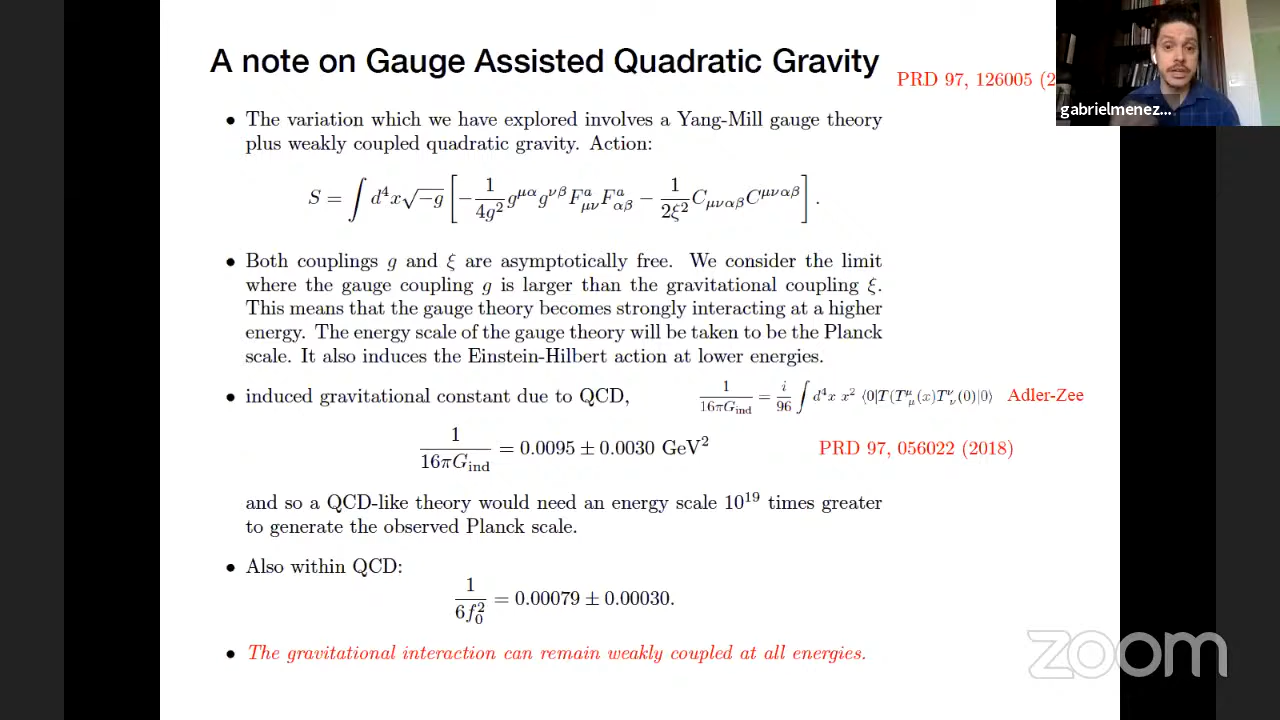 A note on Gauge Assisted Quadratic Gravity
PRD 97, 126005 (2
gabrielmenez...
• The variation which we have explored involves a Yang-Mill gauge theory
plus weakly coupled quadratic gravity. Action:
S = ∫ d⁴x√−g [ −1/4g² g^{μα} g^{νβ} F^a_{μν} F^a_{αβ} − 1/2ξ² C_{μναβ} C^{μναβ} ] .
• Both couplings g and ξ are asymptotically free. We consider the limit
where the gauge coupling g is larger than the gravitational coupling ξ.
This means that the gauge theory becomes strongly interacting at a higher
energy. The energy scale of the gauge theory will be taken to be the Planck
scale. It also induces the Einstein-Hilbert action at lower energies.
• induced gravitational constant due to QCD, 1/16πG_ind = i/96 ∫ d⁴x x² ⟨0|T(T^μ_μ(x)T^ν_ν(0)|0⟩ Adler-Zee
1/16πG_ind = 0.0095 ± 0.0030 GeV² PRD 97, 056022 (2018)
and so a QCD-like theory would need an energy scale 10¹⁹ times greater
to generate the observed Planck scale.
• Also within QCD:
1/6f₀² = 0.00079 ± 0.00030.
• The gravitational interaction can remain weakly coupled at all energies.
zoom